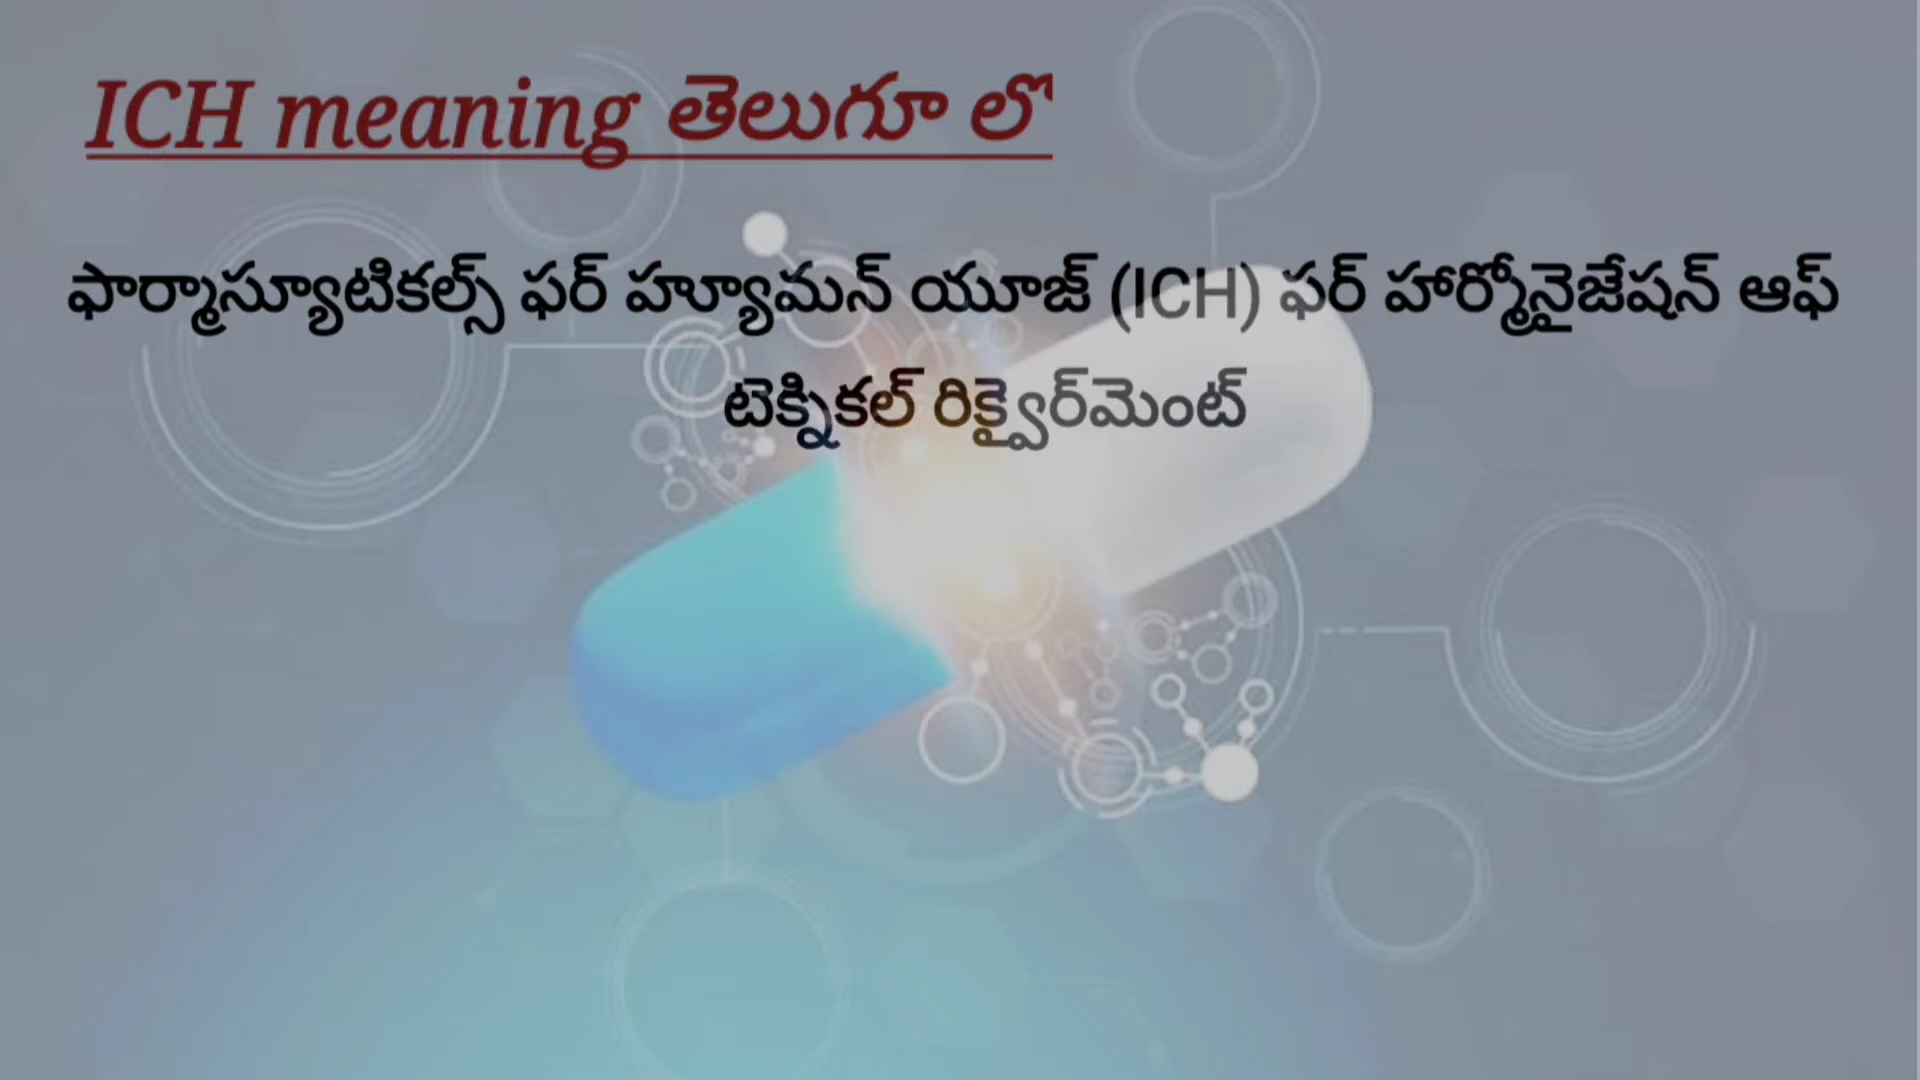 ICH meaning తెలుగూ లొ
ఫార్మాస్యూటికల్స్ ఫర్ హ్యూమన్ యూజ్ (ICH) ఫర్ హార్మోనైజేషన్ ఆఫ్
టెక్నికల్ రిక్వైర్‌మెంట్